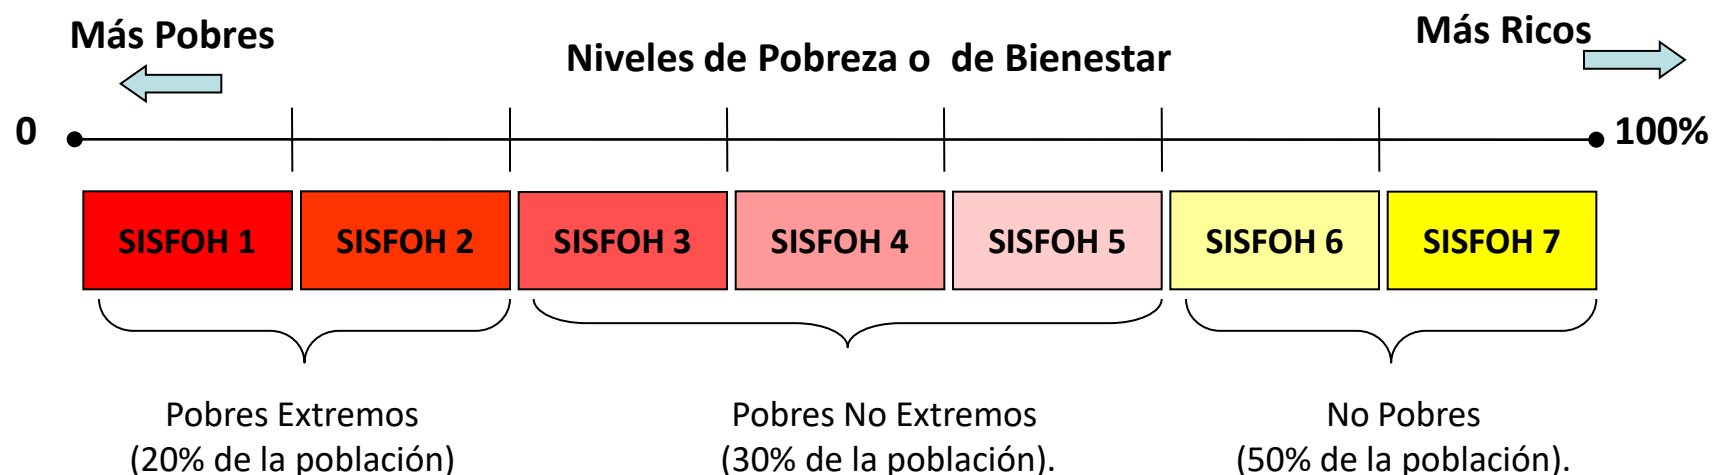 Más Pobres
Niveles de Pobreza o de Bienestar
Más Ricos
0
100%
SISFOH 1
SISFOH 2
SISFOH 3
SISFOH 4
SISFOH 5
SISFOH 6
SISFOH 7
Pobres Extremos
(20% de la población)
Pobres No Extremos
(30% de la población).
No Pobres
(50% de la población).